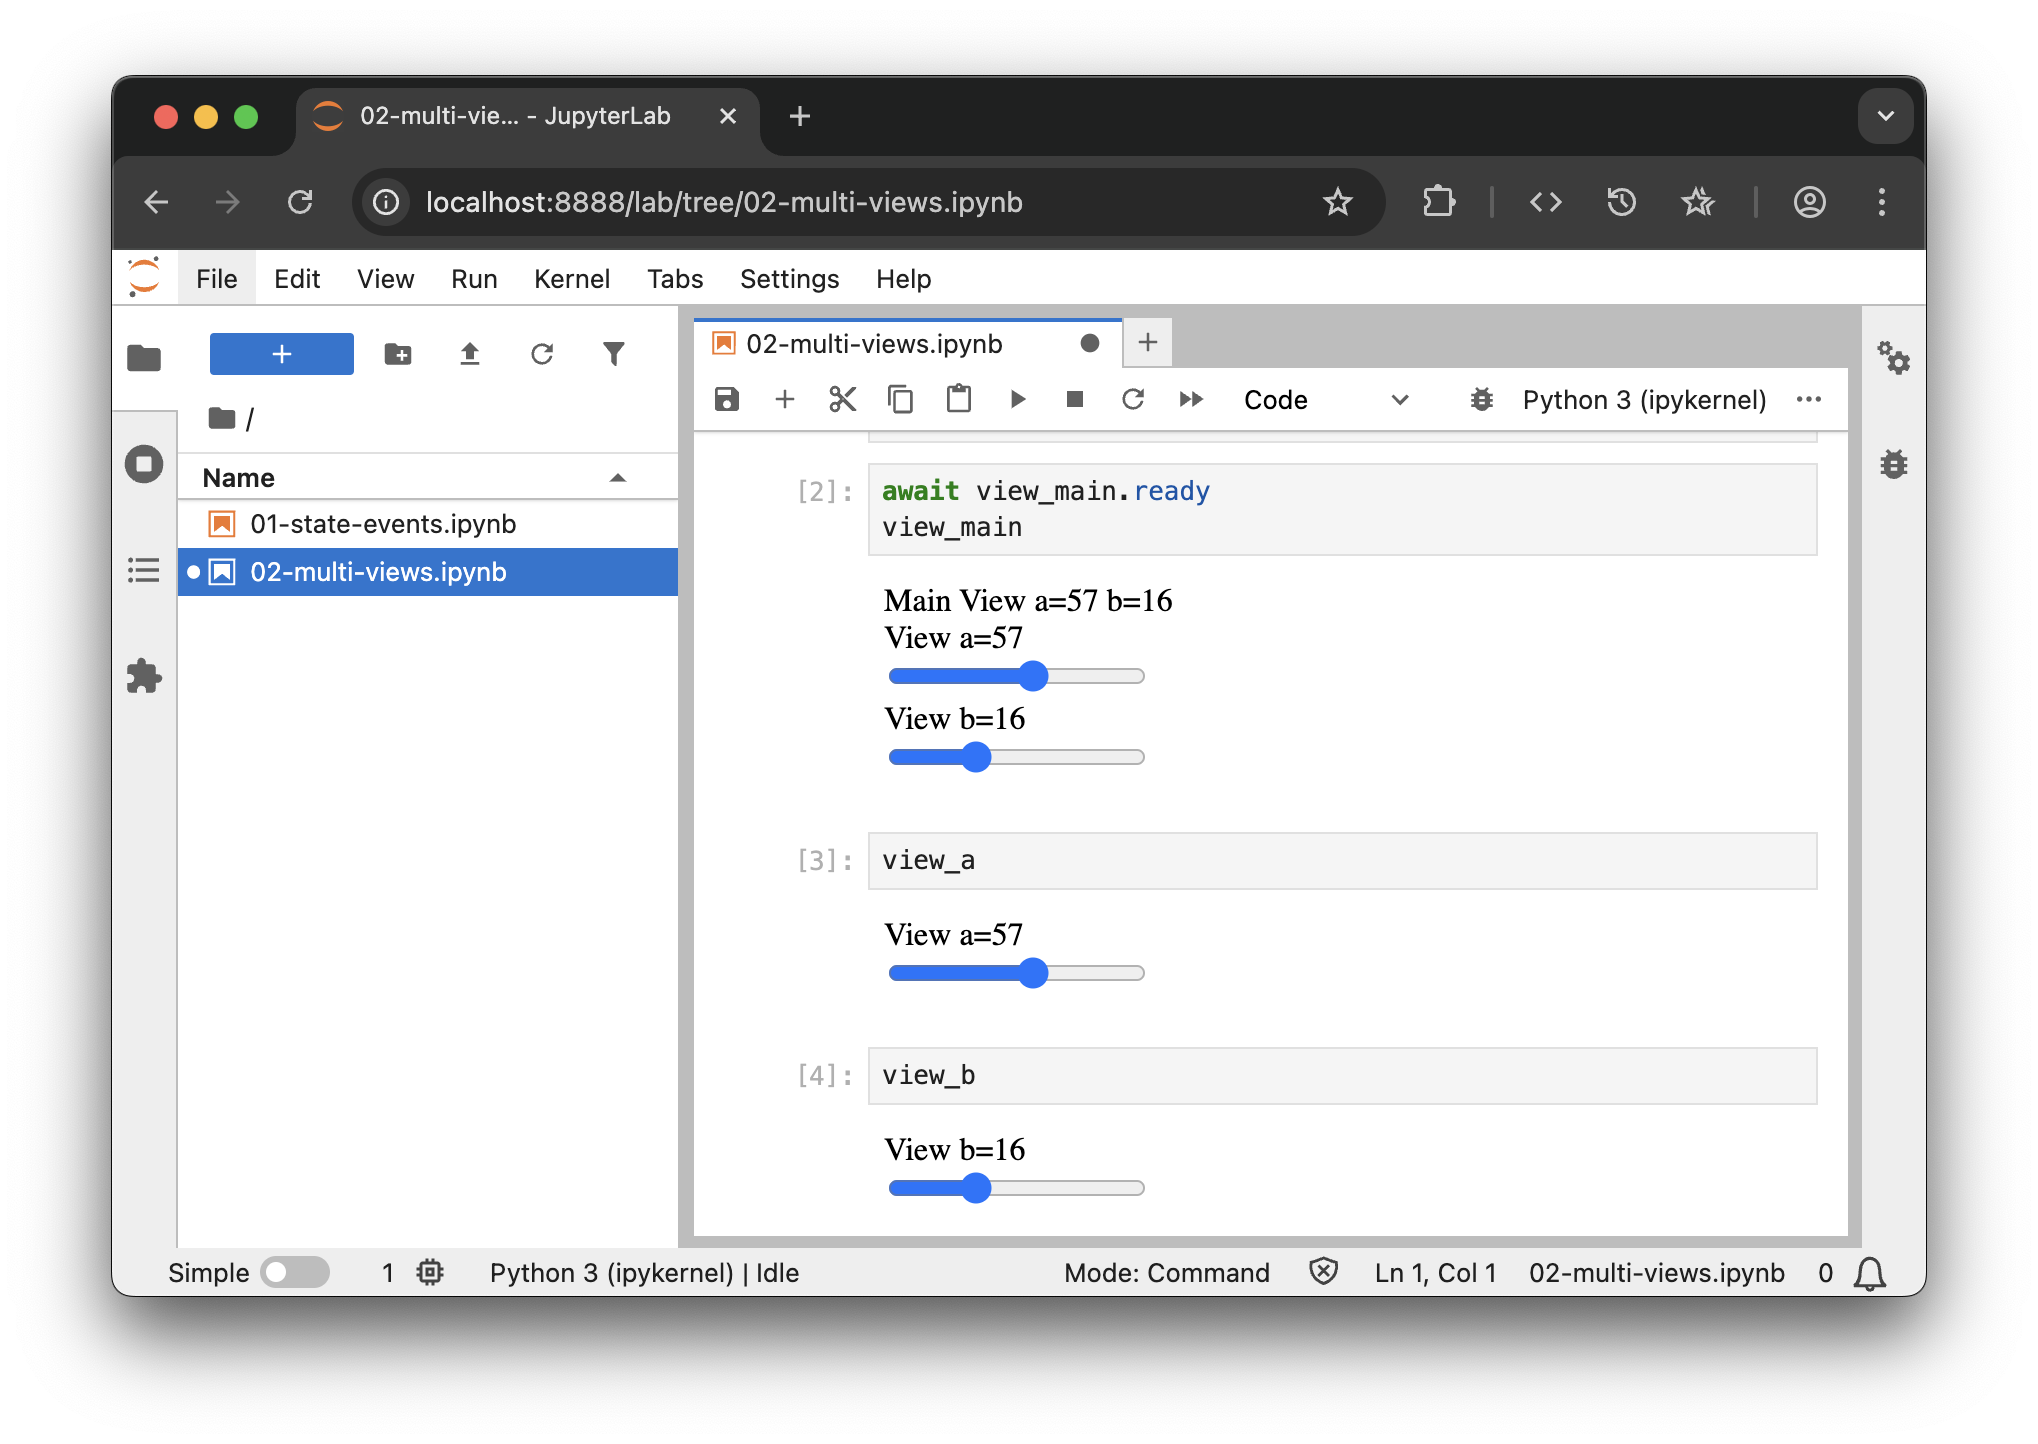 02-multi-vie... - JupyterLab
localhost:8888/lab/tree/02-multi-views.ipynb
File Edit View Run Kernel Tabs Settings Help
/
Name
01-state-events.ipynb
02-multi-views.ipynb
02-multi-views.ipynb
Code Python 3 (ipykernel)
[2]: await view_main.ready
view_main
Main View a=57 b=16
View a=57
View b=16
[3]: view_a
View a=57
[4]: view_b
View b=16
Simple 1 Python 3 (ipykernel) | Idle Mode: Command Ln 1, Col 1 02-multi-views.ipynb 0